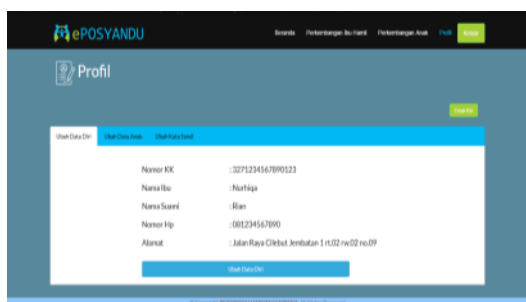 ePOSYANDU
Beranda Perkembangan Ibu Hamil Perkembangan Anak Profil Keluar
Profil
Ubah Data Diri Ubah Data Anak Ubah Kata Sandi
Nomor KK : 3271234567890123
Nama Ibu : Nurhiqa
Nama Suami : Rian
Nomor Hp : 081234567890
Alamat : Jalan Raya Cilebut Jembatan 1 rt.02 rw.02 no.09
Ubah Data Diri